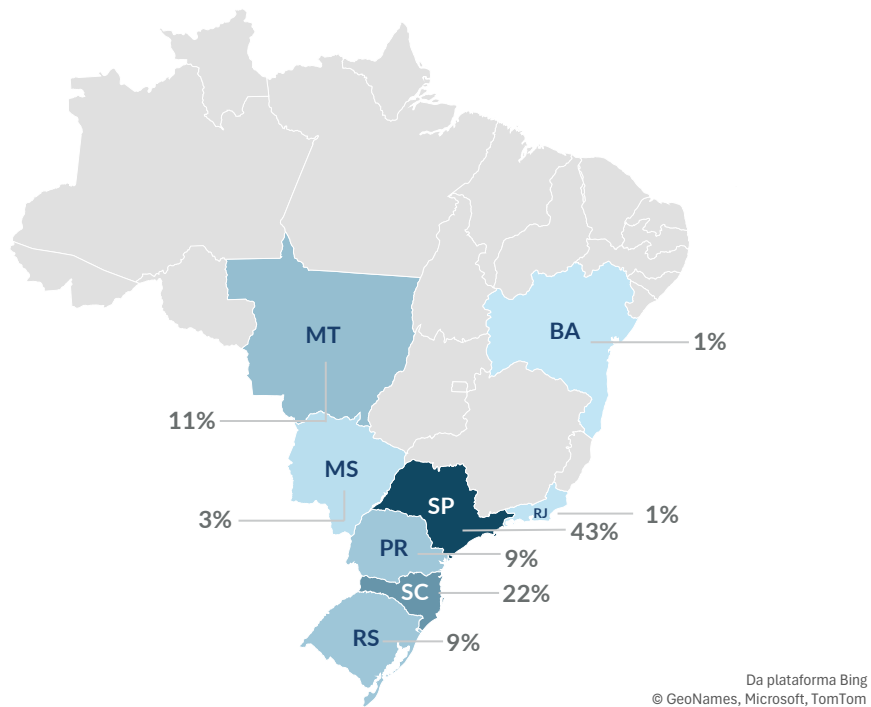 MT
BA
1%
11%
MS
SP
3%
RJ
1%
43%
PR
9%
SC
22%
RS
9%
Da plataforma Bing
© GeoNames, Microsoft, TomTom